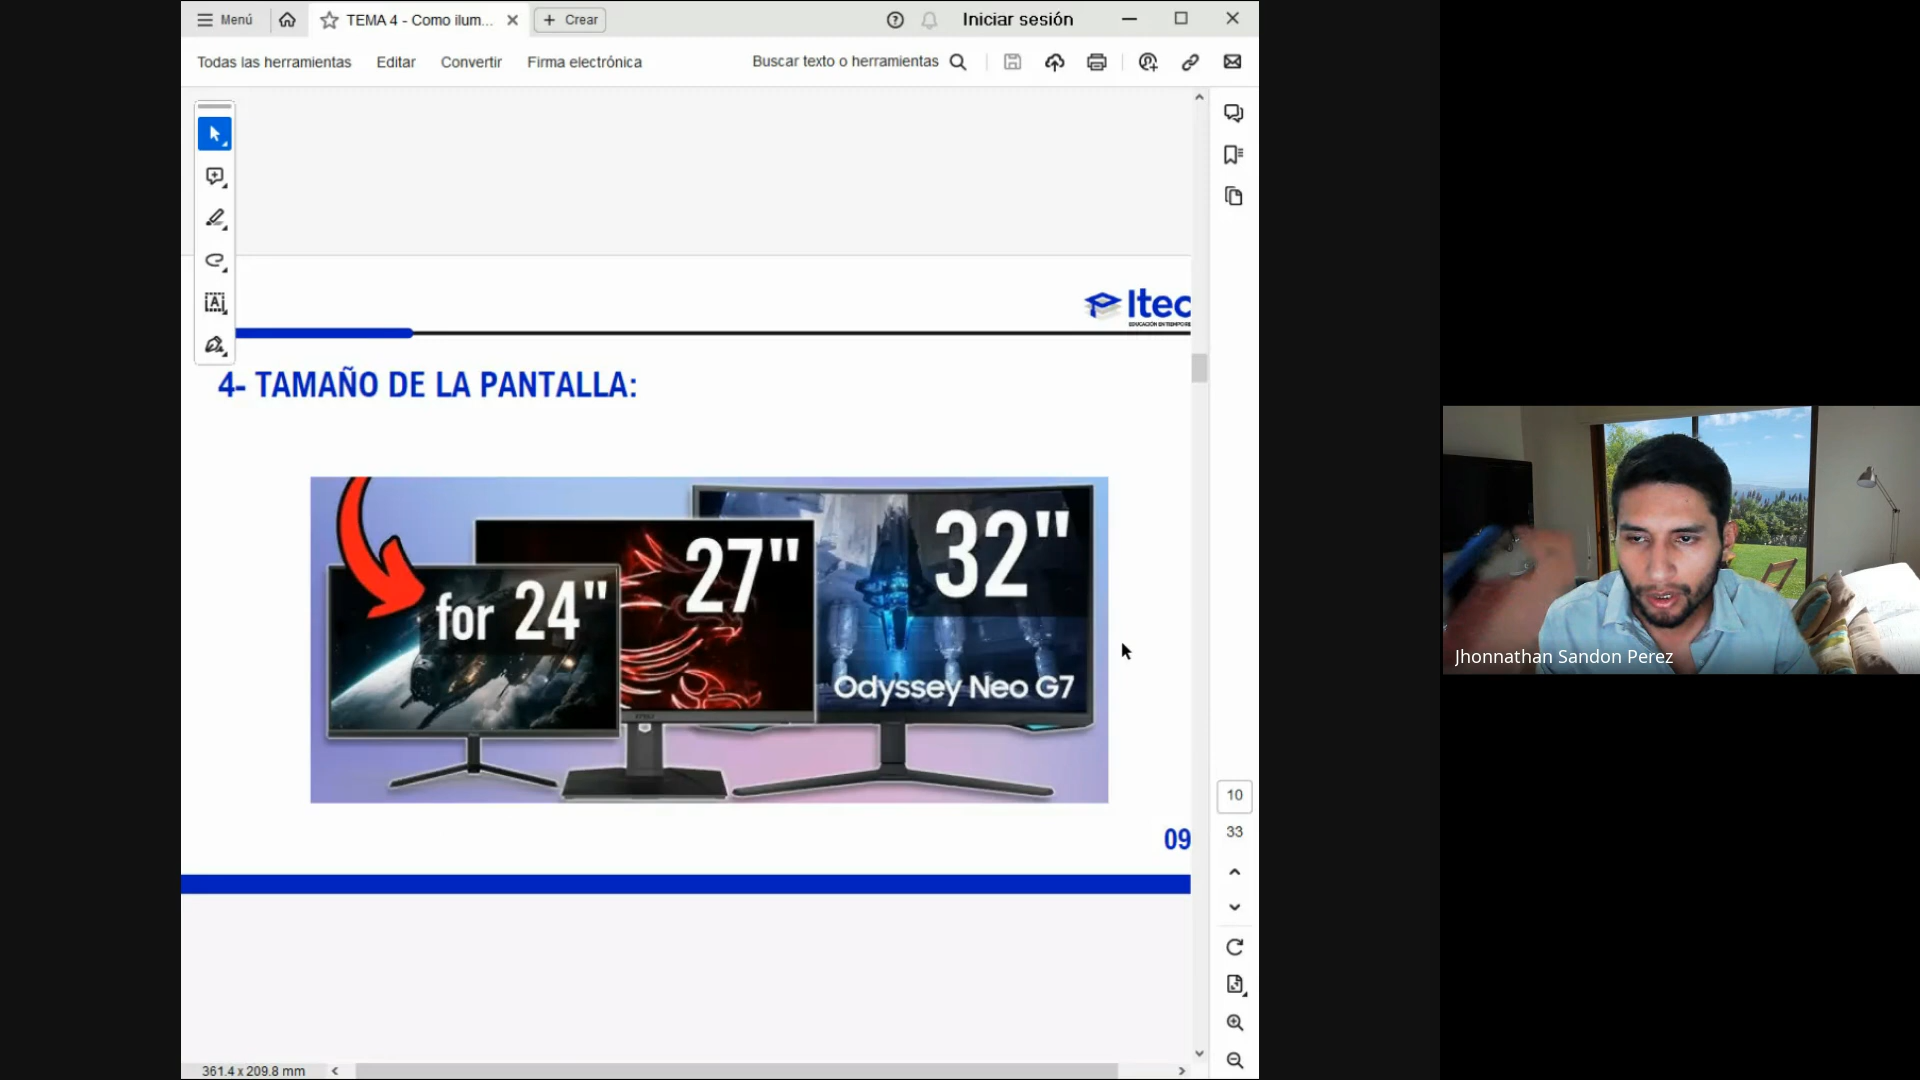 Menú
TEMA 4 - Como ilum...
Crear
Iniciar sesión
Todas las herramientas
Editar
Convertir
Firma electrónica
Buscar texto o herramientas
Itec
4- TAMAÑO DE LA PANTALLA:
for 24"
27"
32"
Odyssey Neo G7
Jhonnathan Sandon Perez
10
33
09
361.4 x 209.8 mm